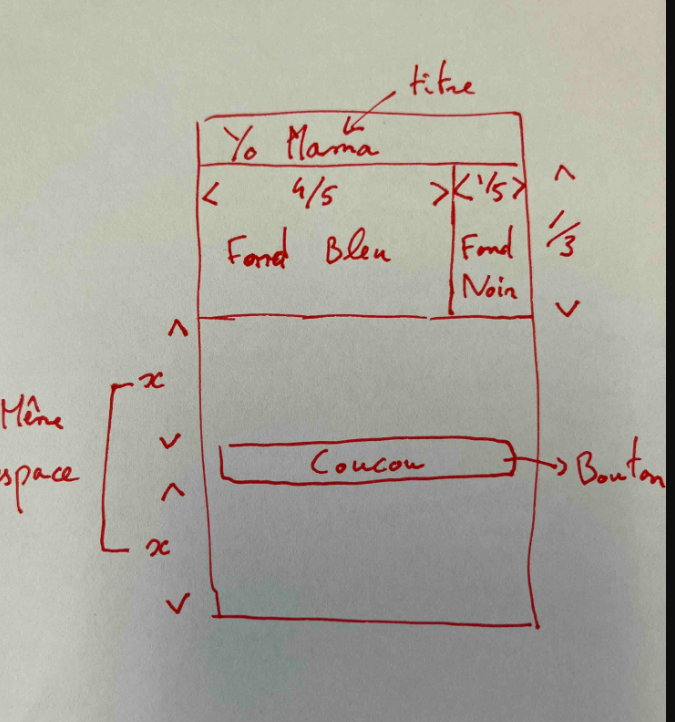 titre
Yo Mama
< 4/5 > < 1/5 >
^
1/3
v
Fond Bleu
Fond
Noir
^
x
v
Même
espace
^
x
v
Coucou
Bouton